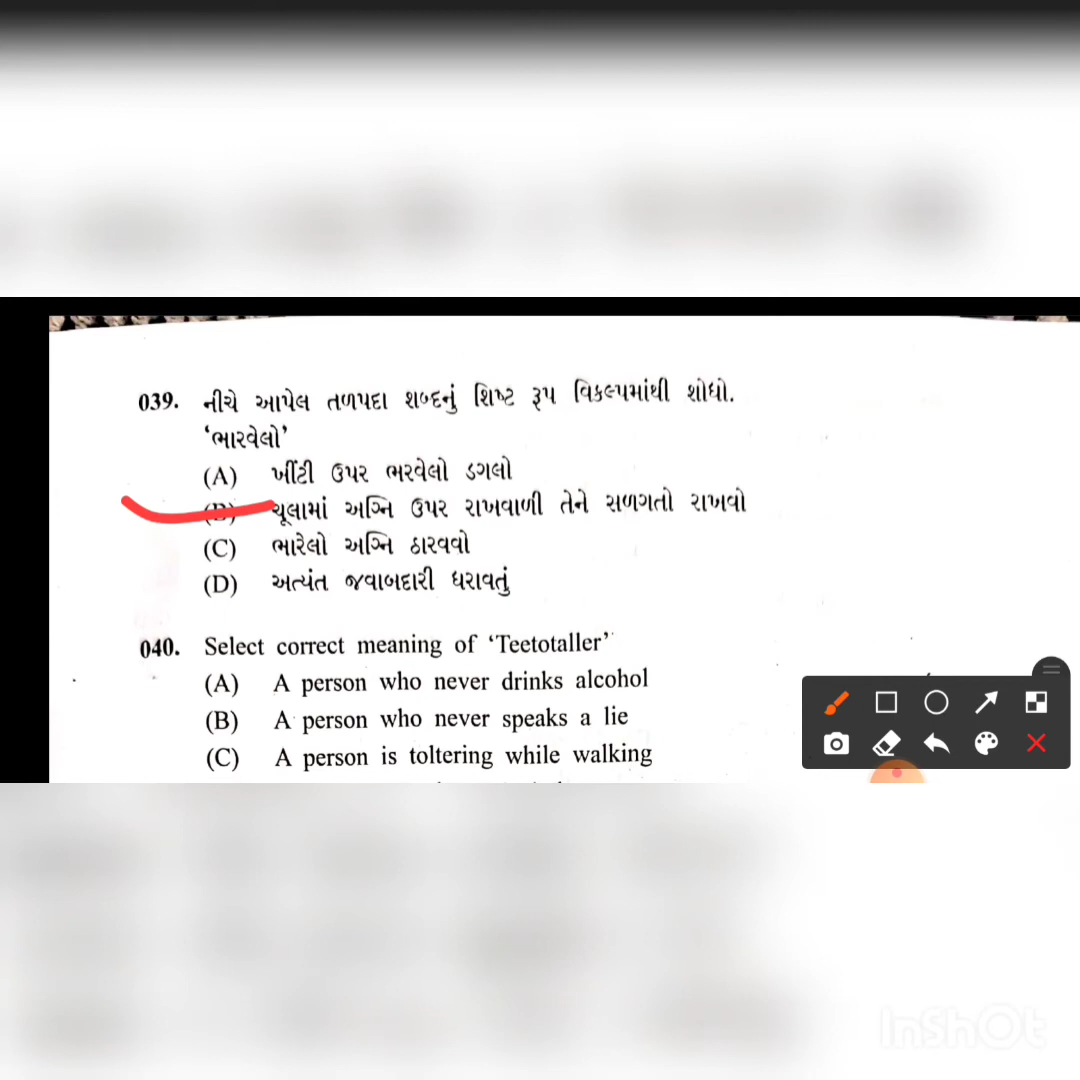 039. નીચે આપેલ તળપદા શબ્દનું શિષ્ટ રૂપ વિકલ્પમાંથી શોધો.
‘ભારવેલો’
(A) ખીંટી ઉપર ભરવેલો ડગલો
(B) ચૂલામાં અગ્નિ ઉપર રાખવાળી તેને સળગતો રાખવો
(C) ભારેલો અગ્નિ ઠારવવો
(D) અત્યંત જવાબદારી ધરાવતું
040. Select correct meaning of ‘Teetotaller’
(A) A person who never drinks alcohol
(B) A person who never speaks a lie
(C) A person is toltering while walking
InShOt